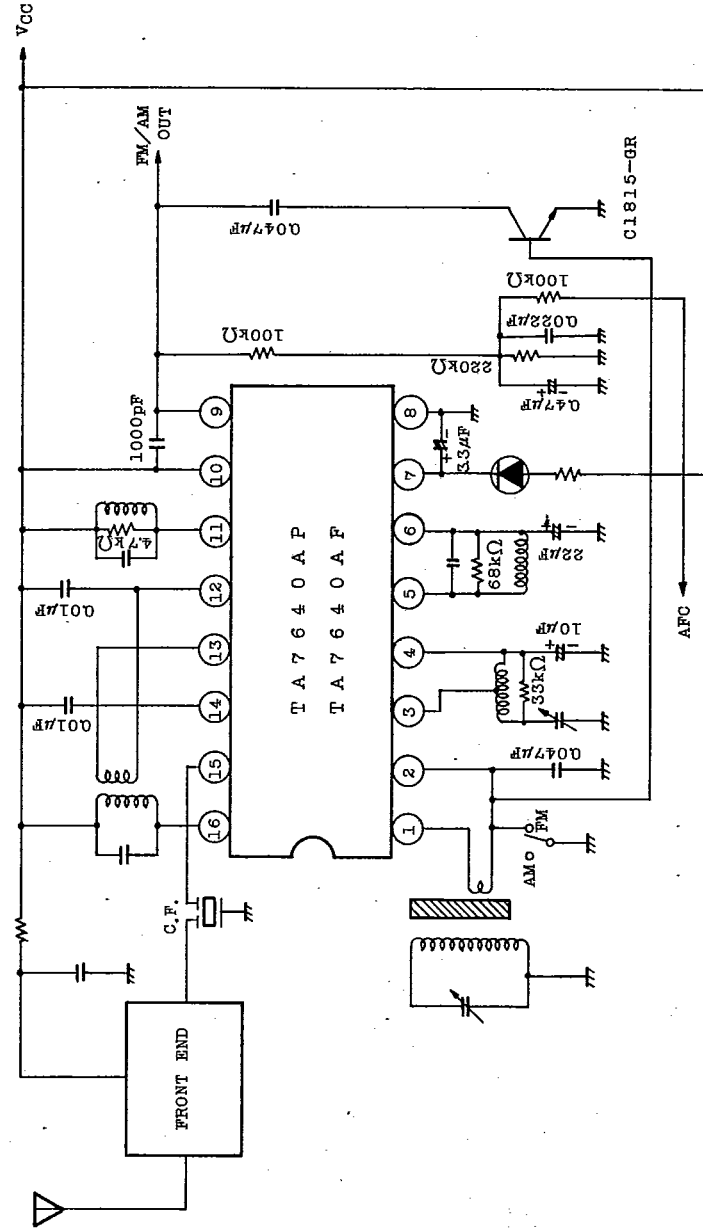 VCC
FM/AM
OUT
0.047μF
C1815-GR
100kΩ
100kΩ
0.022μF
220kΩ
0.47μF
1000pF
4.7kΩ
0.01μF
0.01μF
16
15
14
13
12
11
10
9
TA7640AP
TA7640AF
1
2
3
4
5
6
7
8
3.3μF
68kΩ
22μF
10μF
33kΩ
0.047μF
AFC
C.F.
FRONT END
AM
FM